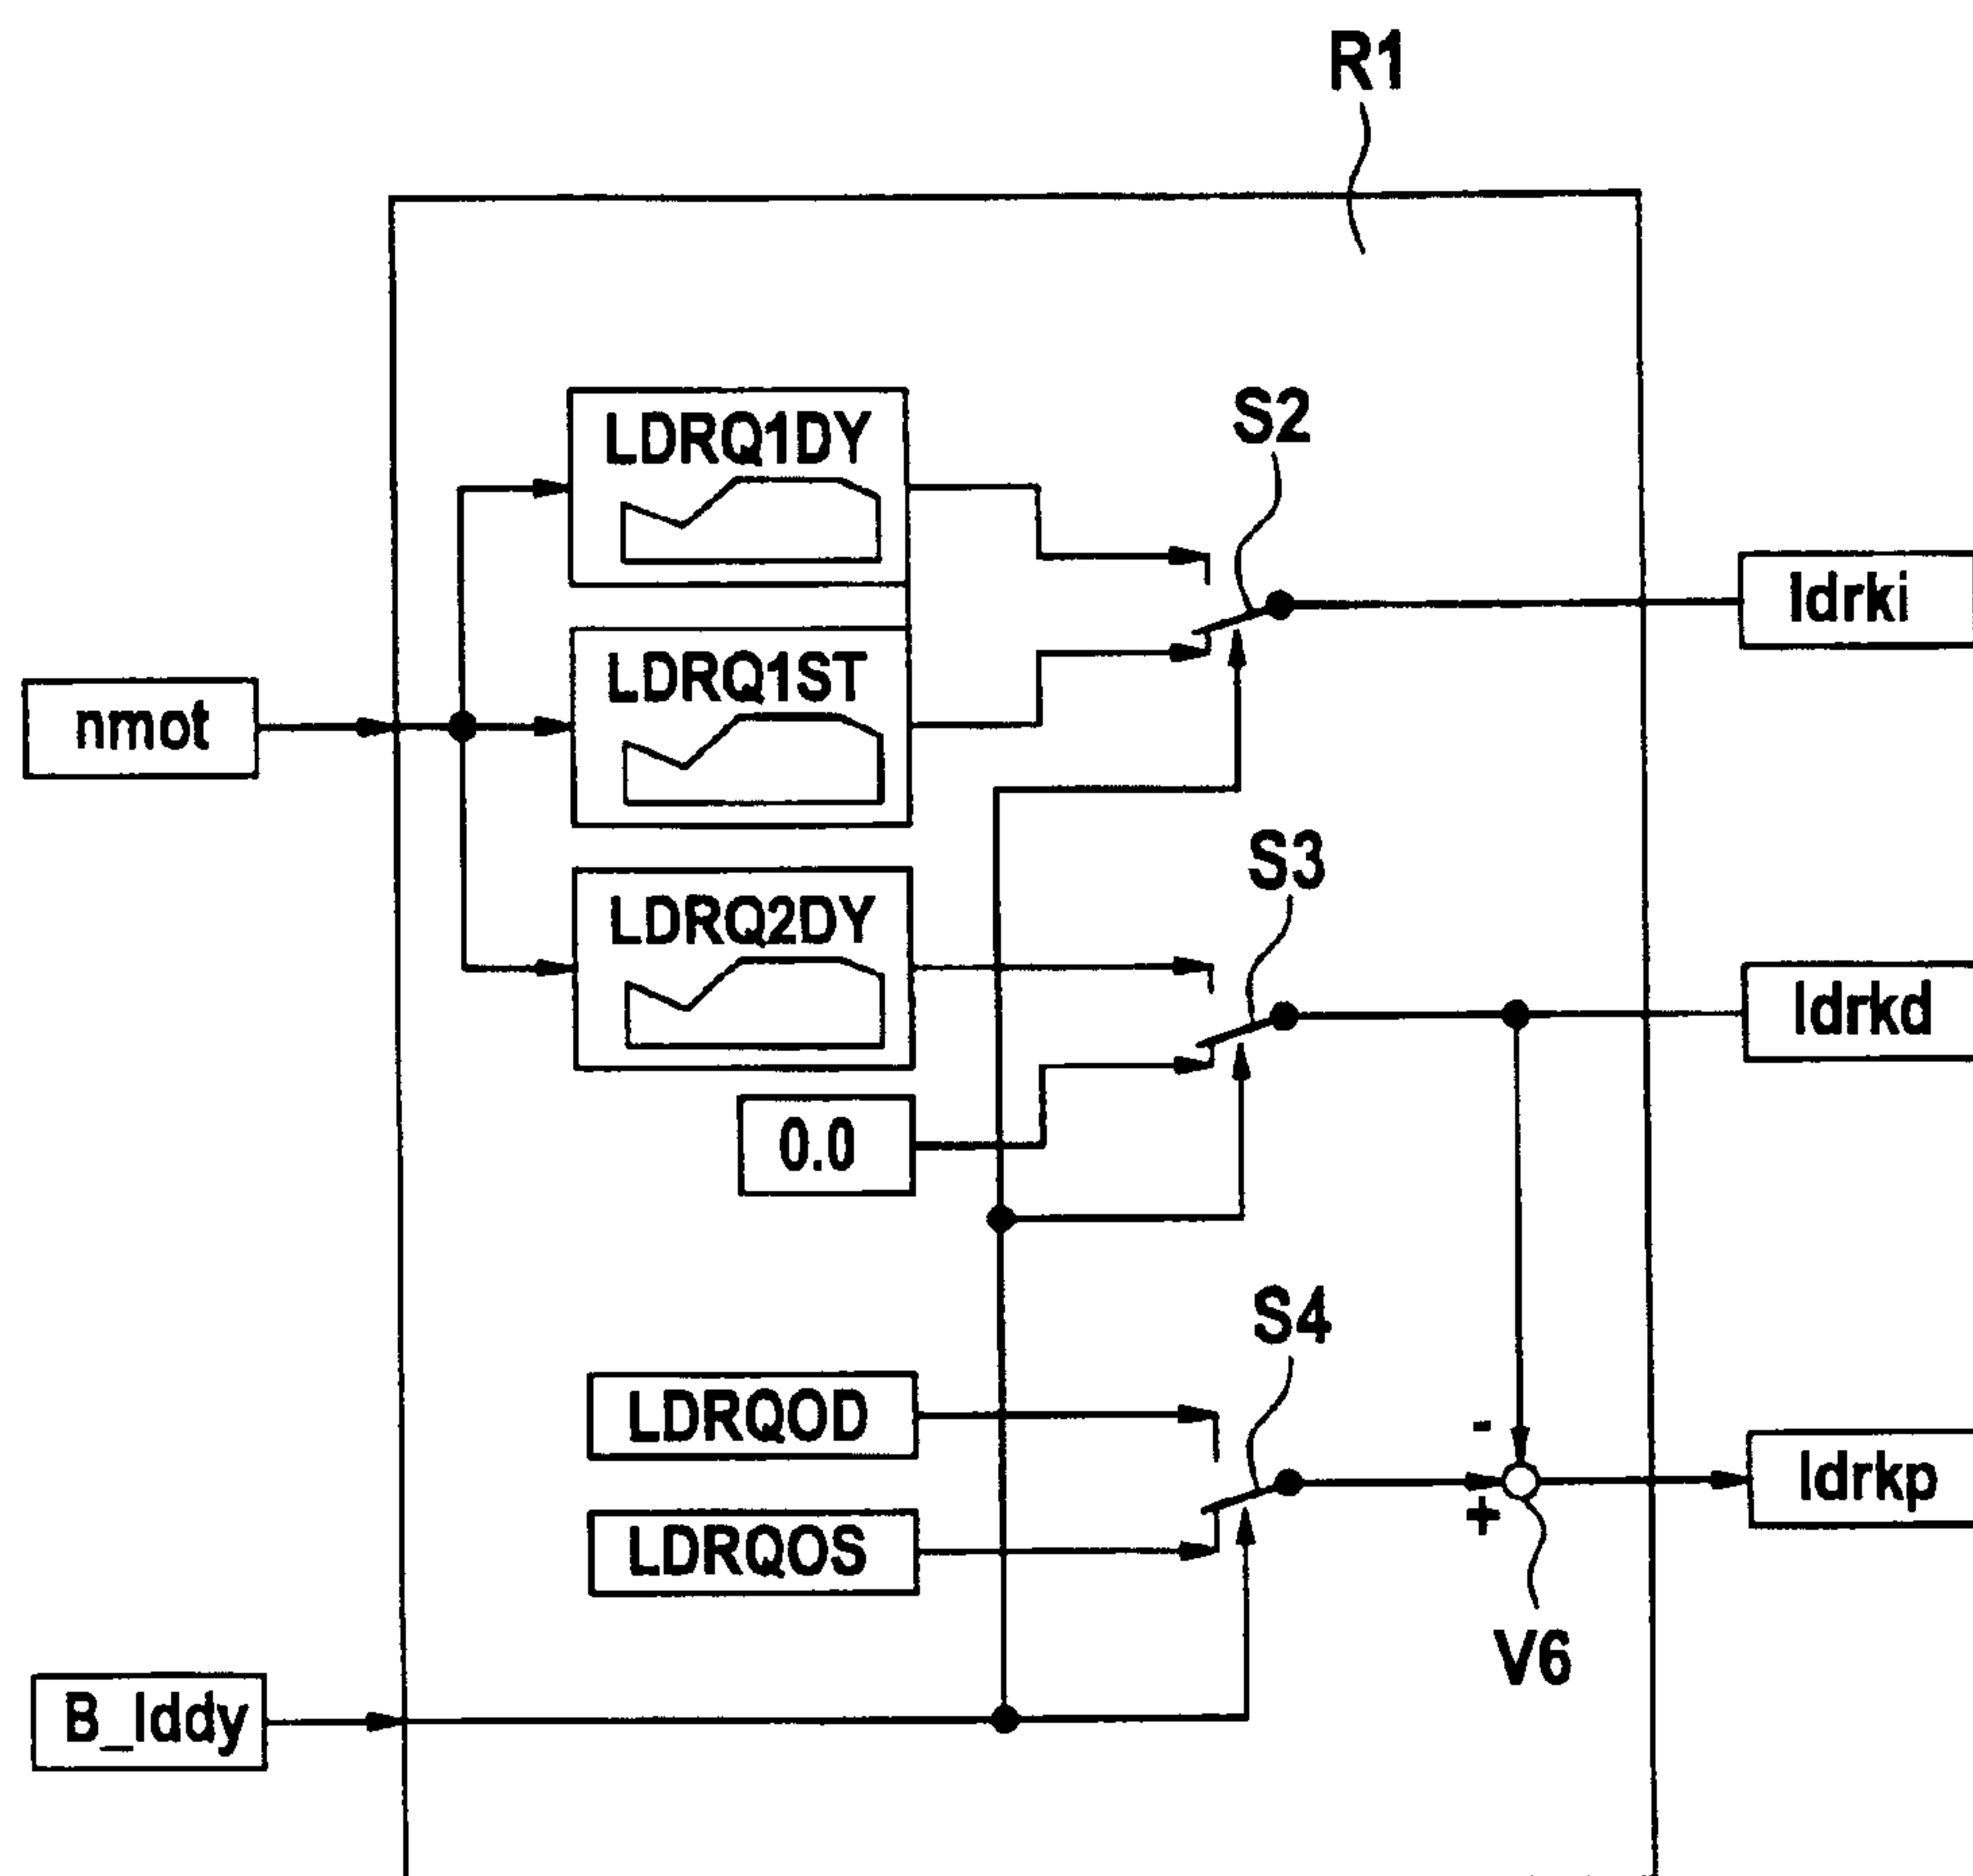 R1
LDRQ1DY
S2
ldrki
LDRQ1ST
nmot
S3
LDRQ2DY
ldrkd
0.0
S4
LDRQOD
-
ldrkp
+
LDRQOS
V6
B_lddy